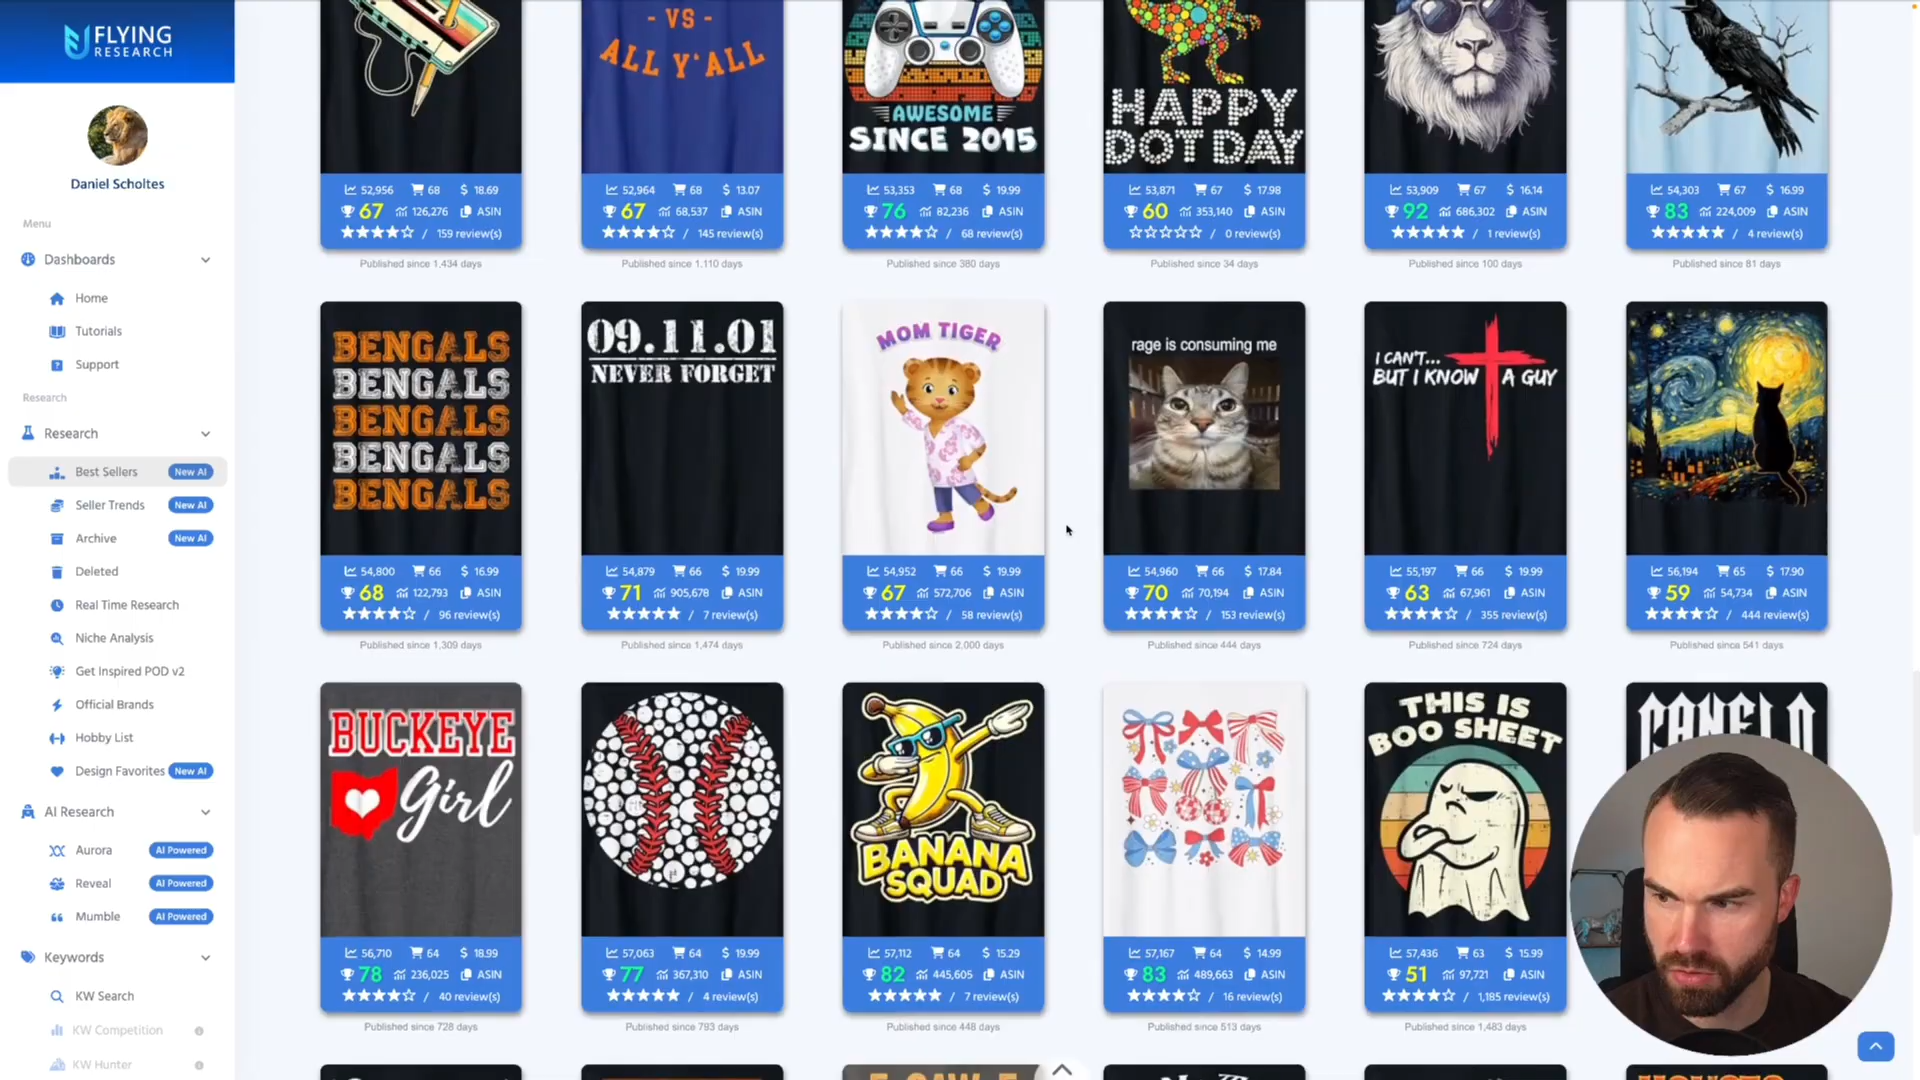 FLYING
RESEARCH
Daniel Scholtes
Menu
Dashboards
Home
Tutorials
Support
Research
Research
Best Sellers New AI
Seller Trends New AI
Archive New AI
Deleted
Real Time Research
Niche Analysis
Get Inspired POD v2
Official Brands
Hobby List
Design Favorites New AI
AI Research
Aurora AI Powered
Reveal AI Powered
Mumble AI Powered
Keywords
KW Search
KW Competition
KW Hunter
- VS -
ALL Y'ALL
AWESOME
SINCE 2015
HAPPY
DOT DAY
52,956 68 $ 18.69
67 126,276 ASIN
/ 159 review(s)
Published since 1,434 days
52,964 68 $ 13.07
67 68,537 ASIN
/ 145 review(s)
Published since 1,110 days
53,353 68 $ 19.99
76 82,236 ASIN
/ 68 review(s)
Published since 380 days
53,871 67 $ 17.98
60 353,140 ASIN
/ 0 review(s)
Published since 34 days
53,909 67 $ 16.14
92 686,302 ASIN
/ 1 review(s)
Published since 100 days
54,303 67 $ 16.99
83 224,009 ASIN
/ 4 review(s)
Published since 81 days
BENGALS
BENGALS
BENGALS
BENGALS
BENGALS
54,800 66 $ 16.99
68 122,793 ASIN
/ 96 review(s)
Published since 1,309 days
09.11.01
NEVER FORGET
54,879 66 $ 19.99
71 905,678 ASIN
/ 7 review(s)
Published since 1,474 days
MOM TIGER
54,952 66 $ 19.99
67 572,706 ASIN
/ 58 review(s)
Published since 2,000 days
rage is consuming me
54,960 66 $ 17.84
70 70,194 ASIN
/ 153 review(s)
Published since 444 days
I CAN'T...
BUT I KNOW A GUY
55,197 66 $ 19.99
63 67,961 ASIN
/ 355 review(s)
Published since 724 days
56,194 65 $ 17.90
59 54,734 ASIN
/ 444 review(s)
Published since 541 days
BUCKEYE
Girl
56,710 64 $ 18.99
78 236,025 ASIN
/ 40 review(s)
Published since 728 days
57,063 64 $ 19.99
77 367,310 ASIN
/ 4 review(s)
Published since 793 days
BANANA
SQUAD
57,112 64 $ 15.29
82 445,605 ASIN
/ 7 review(s)
Published since 448 days
57,167 64 $ 14.99
83 489,663 ASIN
/ 16 review(s)
Published since 513 days
THIS IS
BOO SHEET
57,436 63 $ 15.99
51 97,721 ASIN
/ 1,185 review(s)
Published since 1,483 days
CANELO